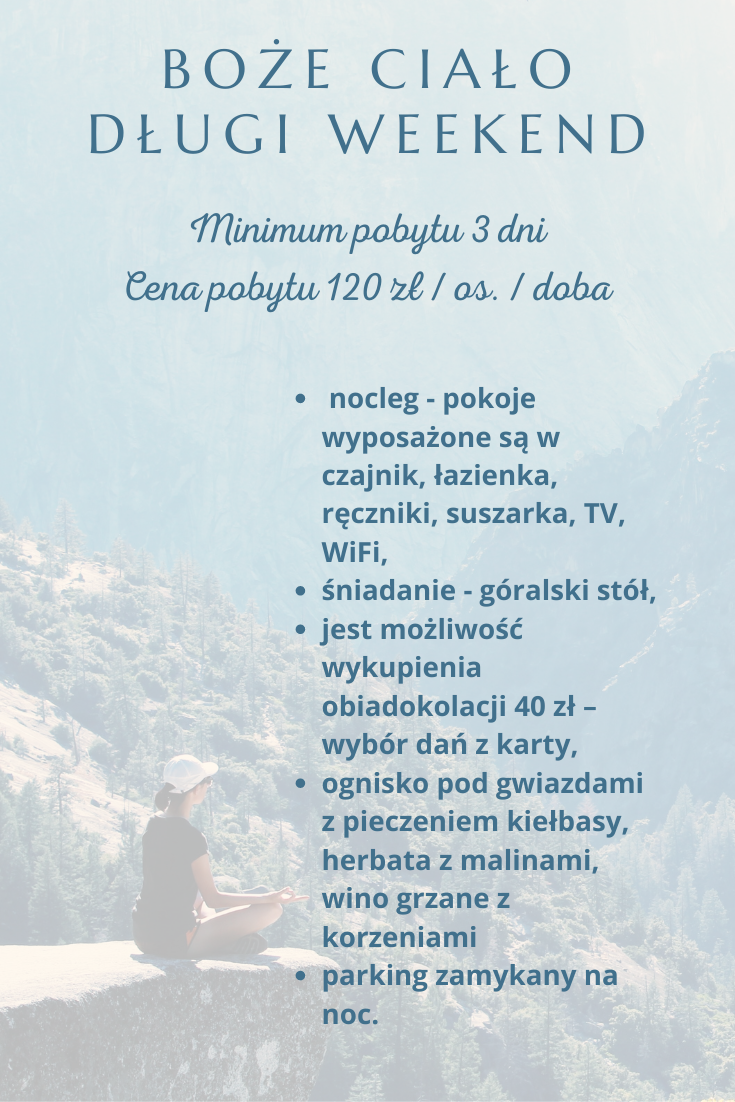 BOŻE CIAŁO
DŁUGI WEEKEND
Minimum pobytu 3 dni
Cena pobytu 120 zł / os. / doba
• nocleg - pokoje
wyposażone są w
czajnik, łazienka,
ręczniki, suszarka, TV,
WiFi,
• śniadanie - góralski stół,
• jest możliwość
wykupienia
obiadokolacji 40 zł –
wybór dań z karty,
• ognisko pod gwiazdami
z pieczeniem kiełbasy,
herbata z malinami,
wino grzane z
korzeniami
• parking zamykany na
noc.